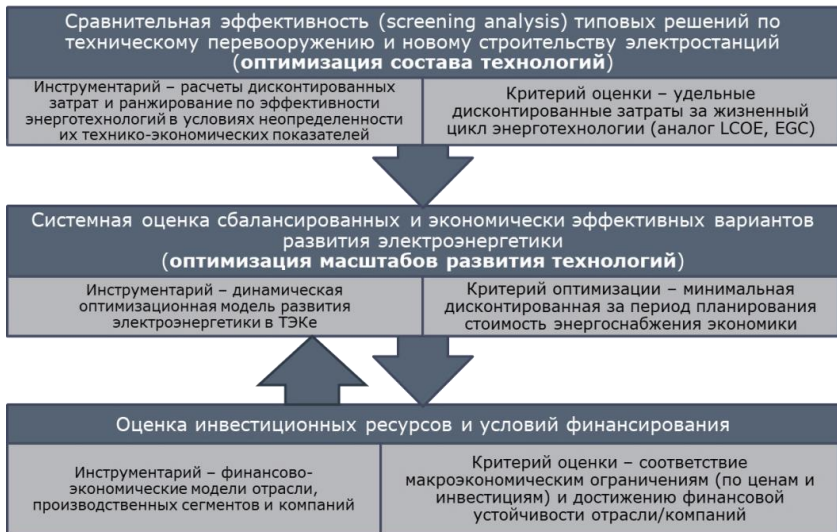 Сравнительная эффективность (screening analysis) типовых решений по
техническому перевооружению и новому строительству электростанций
(оптимизация состава технологий)
Инструментарий – расчеты дисконтированных
затрат и ранжирование по эффективности
энерготехнологий в условиях неопределенности
их технико-экономических показателей
Критерий оценки – удельные
дисконтированные затраты за жизненный
цикл энерготехнологии (аналог LCOE, EGC)
Системная оценка сбалансированных и экономически эффективных вариантов
развития электроэнергетики
(оптимизация масштабов развития технологий)
Инструментарий – динамическая
оптимизационная модель развития
электроэнергетики в ТЭКе
Критерий оптимизации – минимальная
дисконтированная за период планирования
стоимость энергоснабжения экономики
Оценка инвестиционных ресурсов и условий финансирования
Инструментарий – финансово-
экономические модели отрасли,
производственных сегментов и компаний
Критерий оценки – соответствие
макроэкономическим ограничениям (по ценам и
инвестициям) и достижению финансовой
устойчивости отрасли/компаний